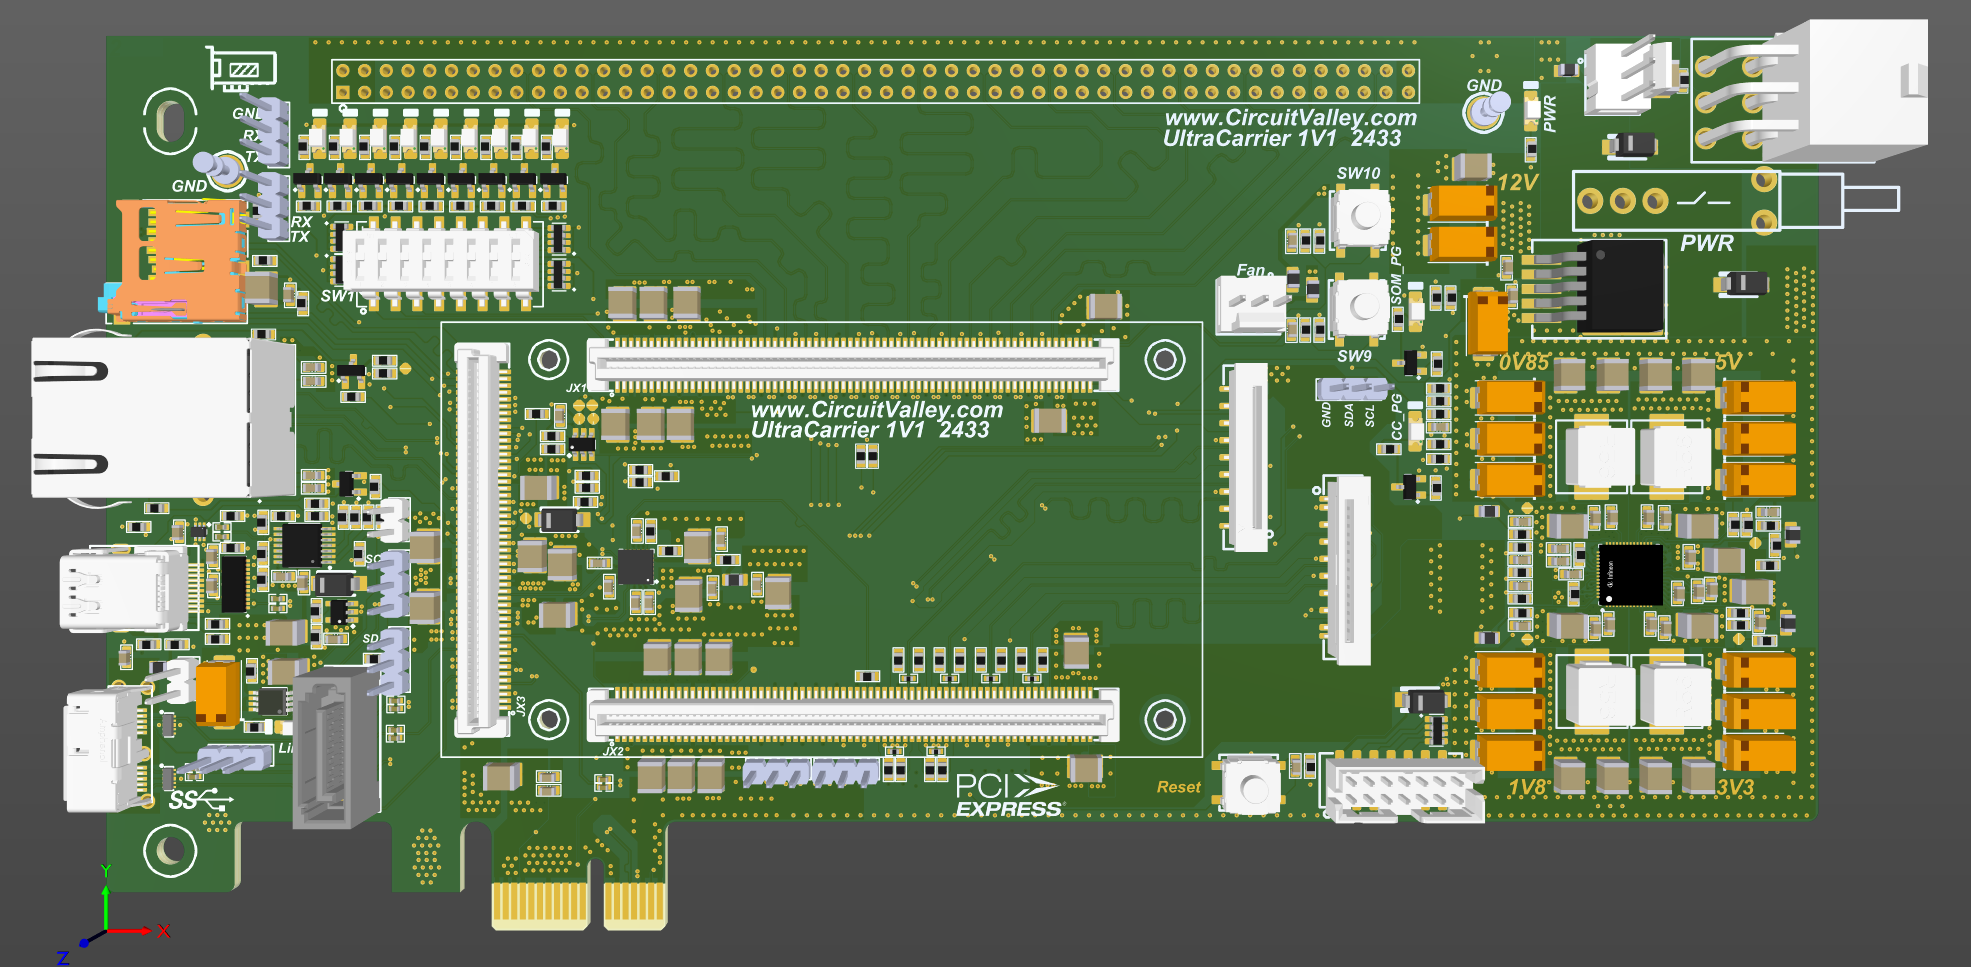 GND
RX
TX
GND
RX
TX
SW1
www.CircuitValley.com
UltraCarrier 1V1 2433
GND
PWR
SW10
12V
PWR
Fan
SOM_PG
SW9
0V85
5V
GND
SDA
SCL
CC_PG
JX1
www.CircuitValley.com
UltraCarrier 1V1 2433
SD
JX3
JX2
SS
PCI
EXPRESS®
Reset
1V8
3V3
Y
X
Z